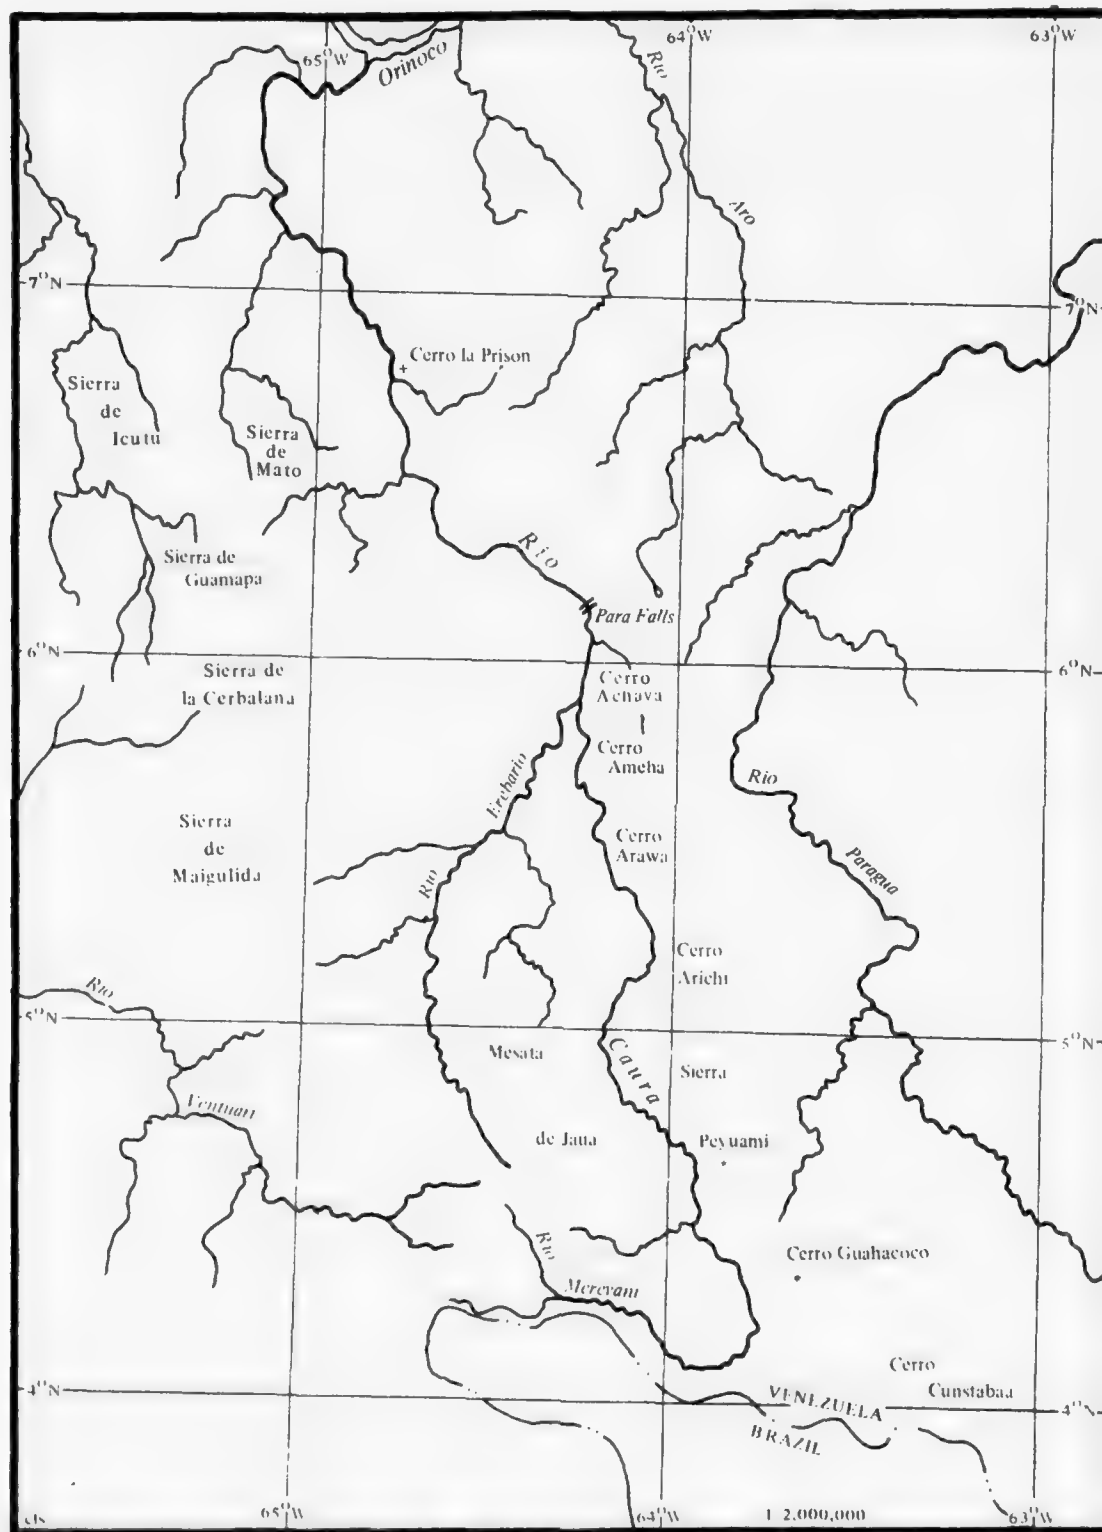 65°W
64°W
63°W
Orinoco
Rio
Aro
7°N
7°N
Cerro la Prison
Sierra
de
Icutu
Sierra
de
Mato
Rio
Sierra de
Guamapa
Para Falls
6°N
6°N
Sierra de
la Cerbatana
Cerro
Achava
Cerro
Ameha
Erebario
Rio
Rio
Paragua
Sierra
de
Maigulida
Cerro
Arawa
Cerro
Arichi
Rio
5°N
5°N
Mesata
Caura
Sierra
Ventuari
de Jaua
Peyuami
Rio
Merevani
Cerro Guahacoco
Cerro
Cunstabaa
4°N
4°N
VENEZUELA
BRAZIL
cls
65°W
64°W
63°W
1 2.000,000